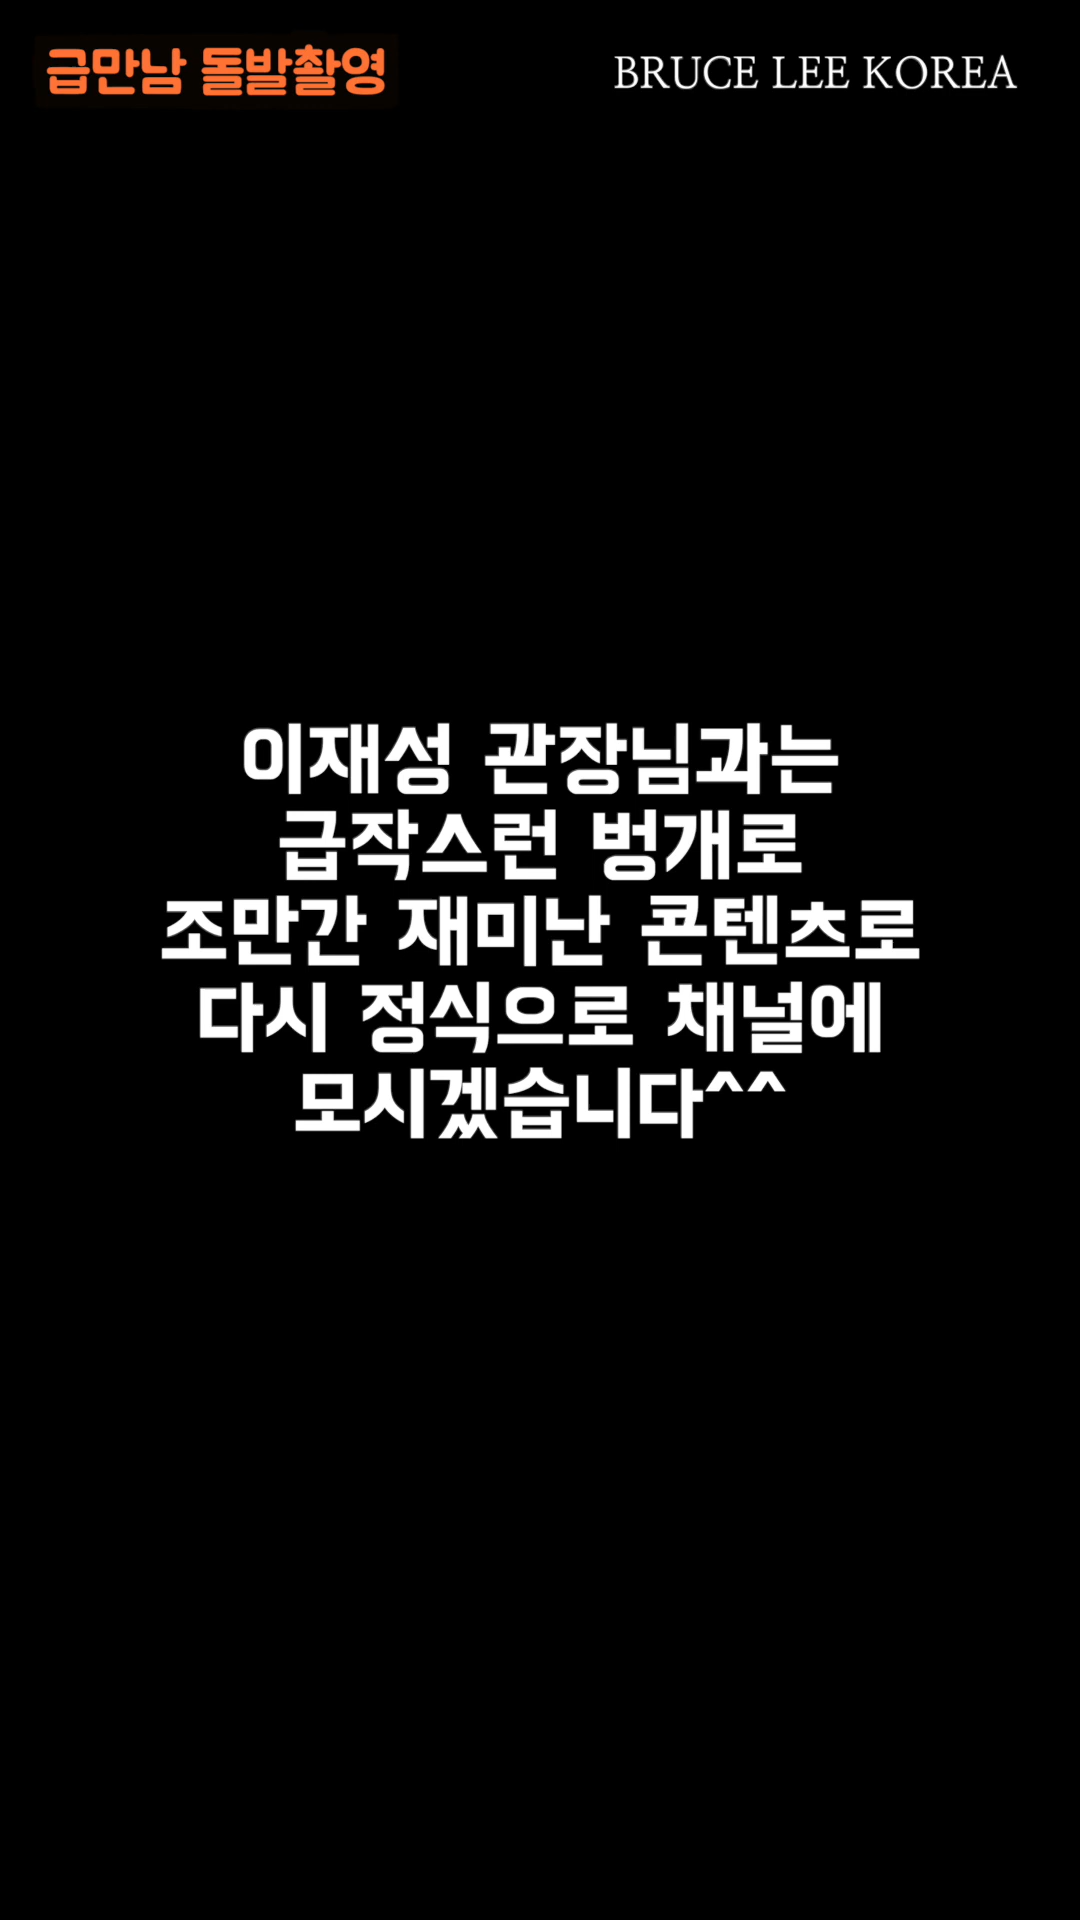 급만남 돌발촬영
BRUCE LEE KOREA
이재성 관장님과는
급작스런 벙개로
조만간 재미난 콘텐츠로
다시 정식으로 채널에
모시겠습니다^^